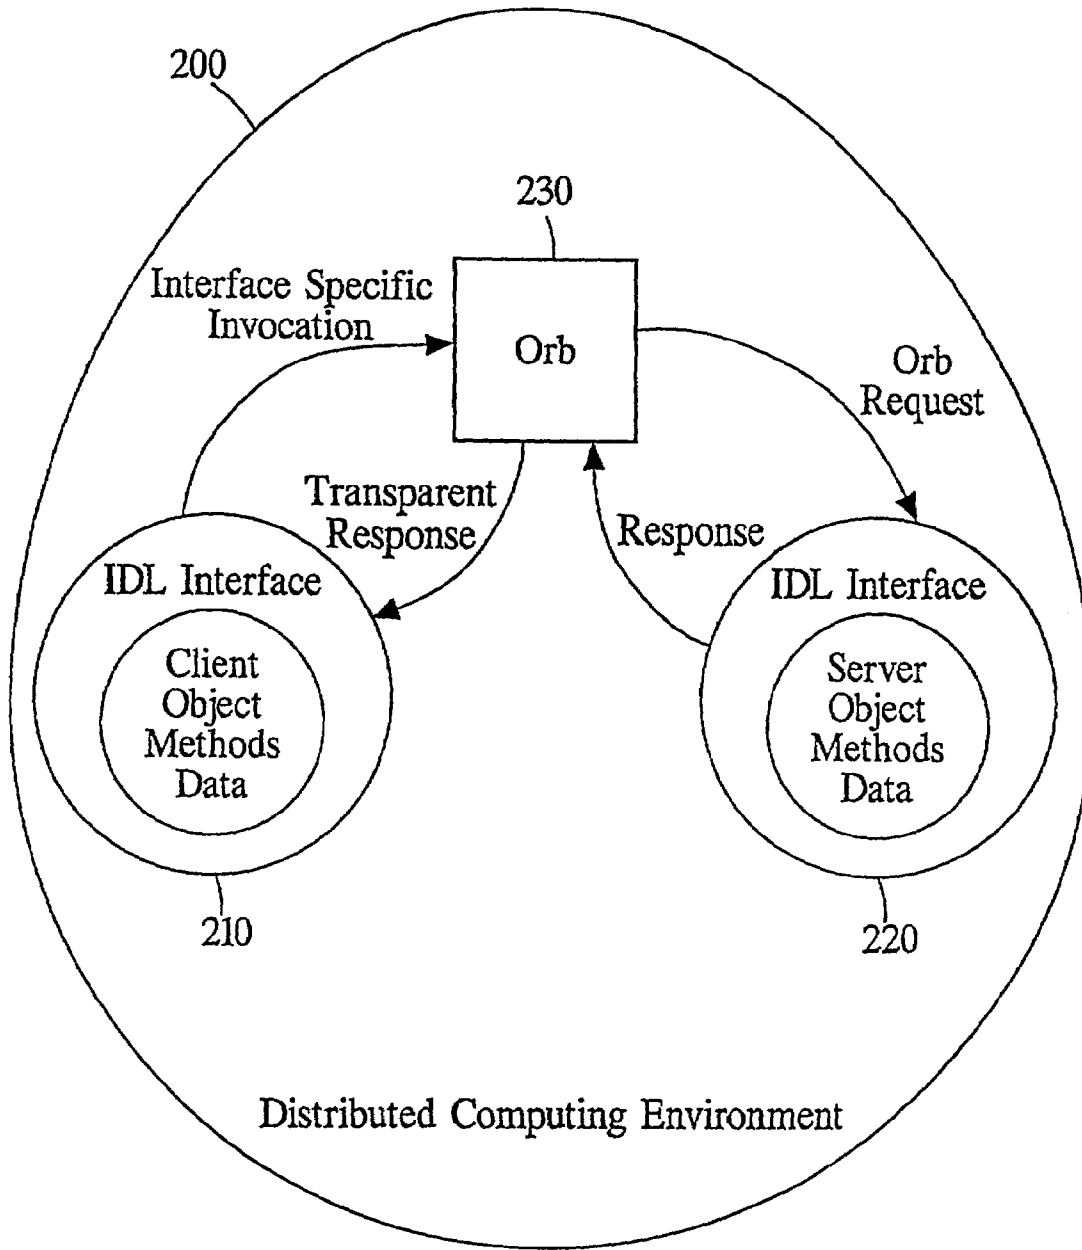 200
230
Interface Specific
Invocation
Orb
Orb
Request
Transparent
Response
Response
IDL Interface
Client
Object
Methods
Data
IDL Interface
Server
Object
Methods
Data
210
220
Distributed Computing Environment